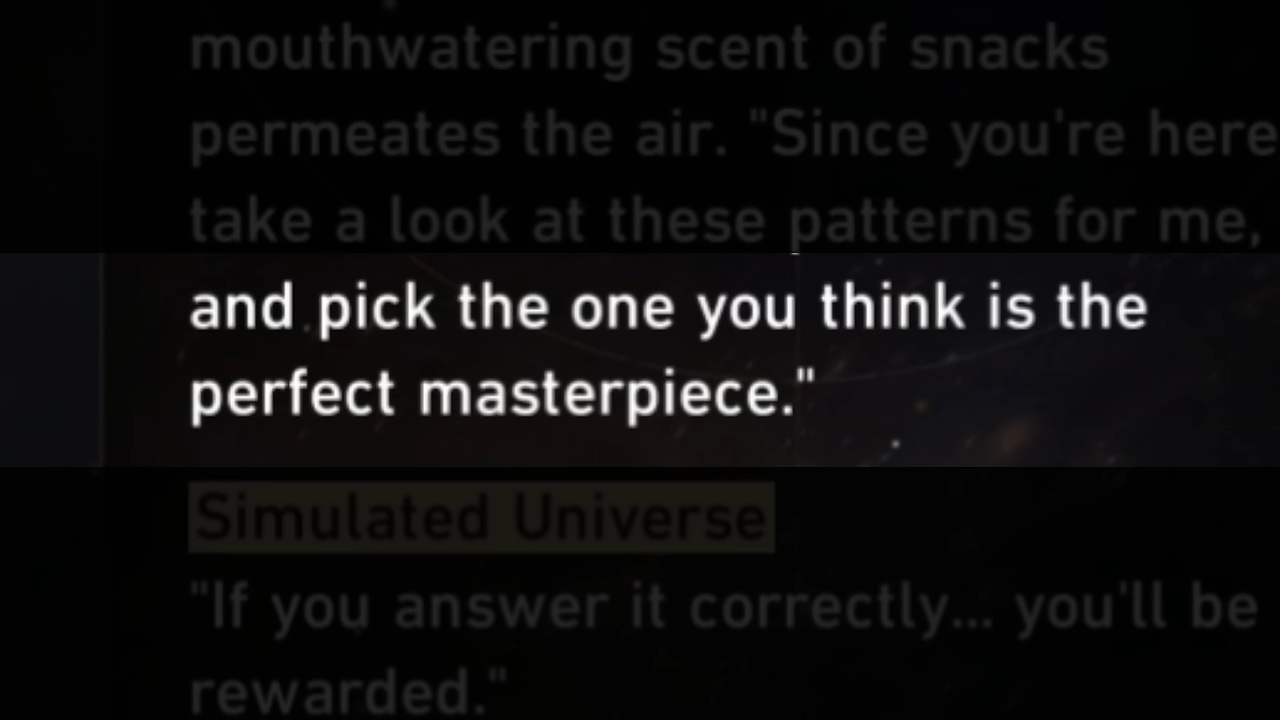 mouthwatering scent of snacks
permeates the air. "Since you're here
take a look at these patterns for me,
and pick the one you think is the
perfect masterpiece."
Simulated Universe
"If you answer it correctly... you'll be
rewarded."